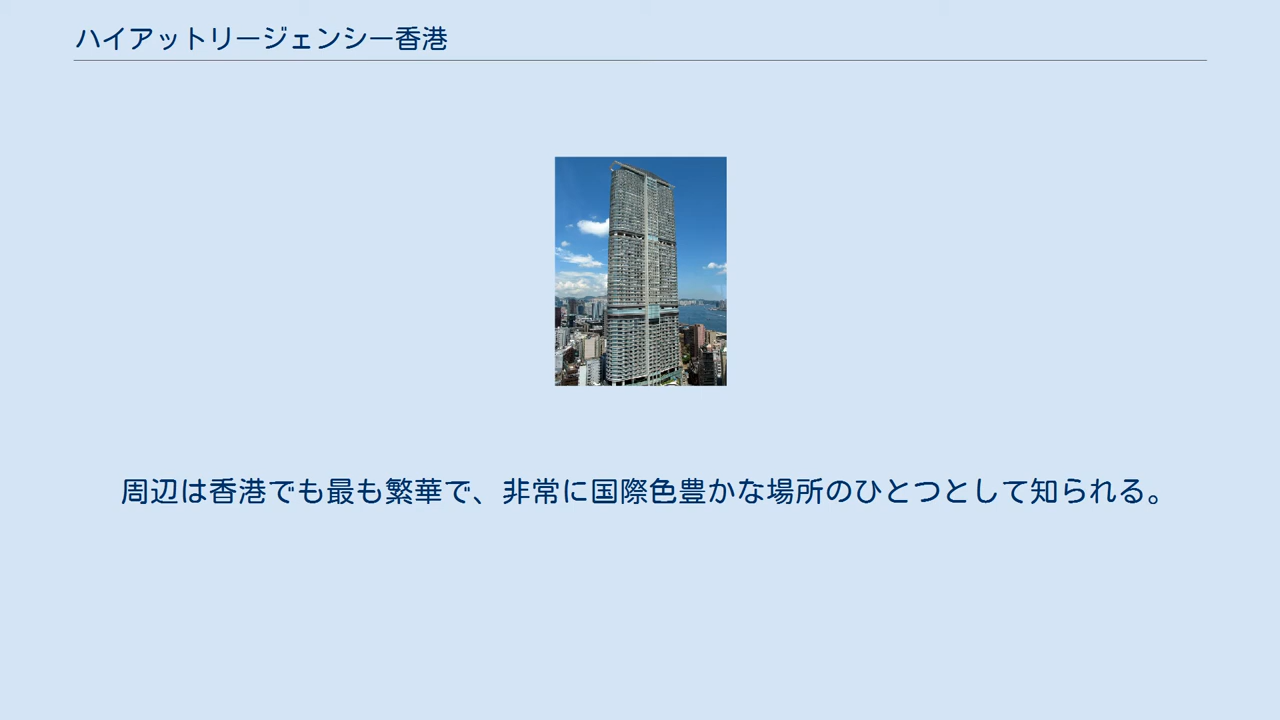 ハイアットリージェンシー香港
周辺は香港でも最も繁華で、非常に国際色豊かな場所のひとつとして知られる。